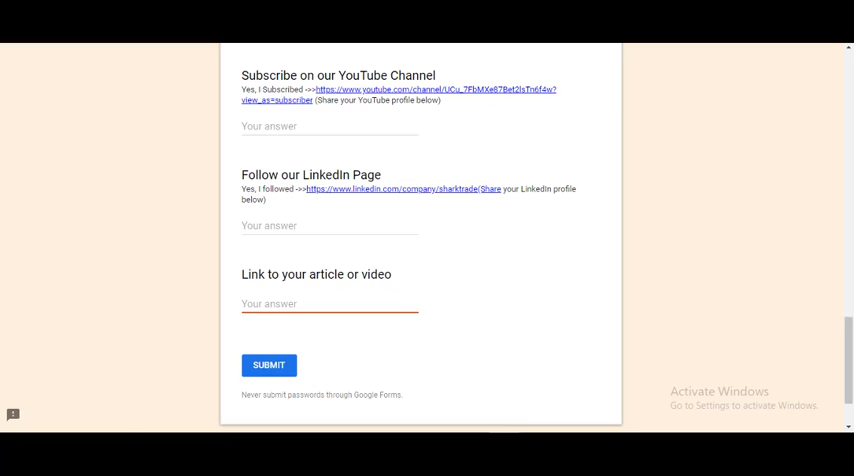 Subscribe on our YouTube Channel
Yes, I Subscribed ->>https://www.youtube.com/channel/UCu_7FbMXe87Bet2lsTn6f4w?
view_as=subscriber (Share your YouTube profile below)
Your answer
Follow our LinkedIn Page
Yes, I followed ->>https://www.linkedin.com/company/sharktrade(Share your LinkedIn profile
below)
Your answer
Link to your article or video
Your answer
SUBMIT
Never submit passwords through Google Forms.
Activate Windows
Go to Settings to activate Windows.